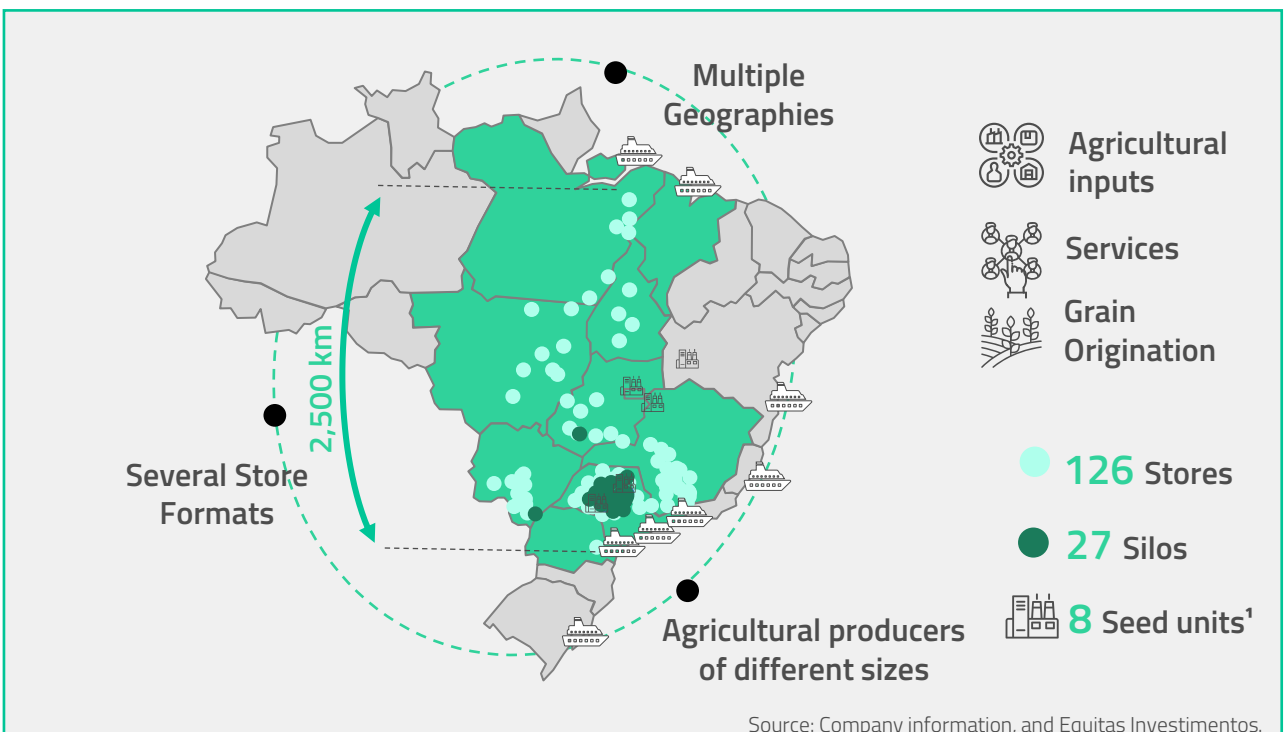 Multiple
Geographies
Agricultural
inputs
Services
Grain
Origination
2,500 km
Several Store
Formats
126 Stores
27 Silos
8 Seed units¹
Agricultural producers
of different sizes
Source: Company information, and Equitas Investimentos.